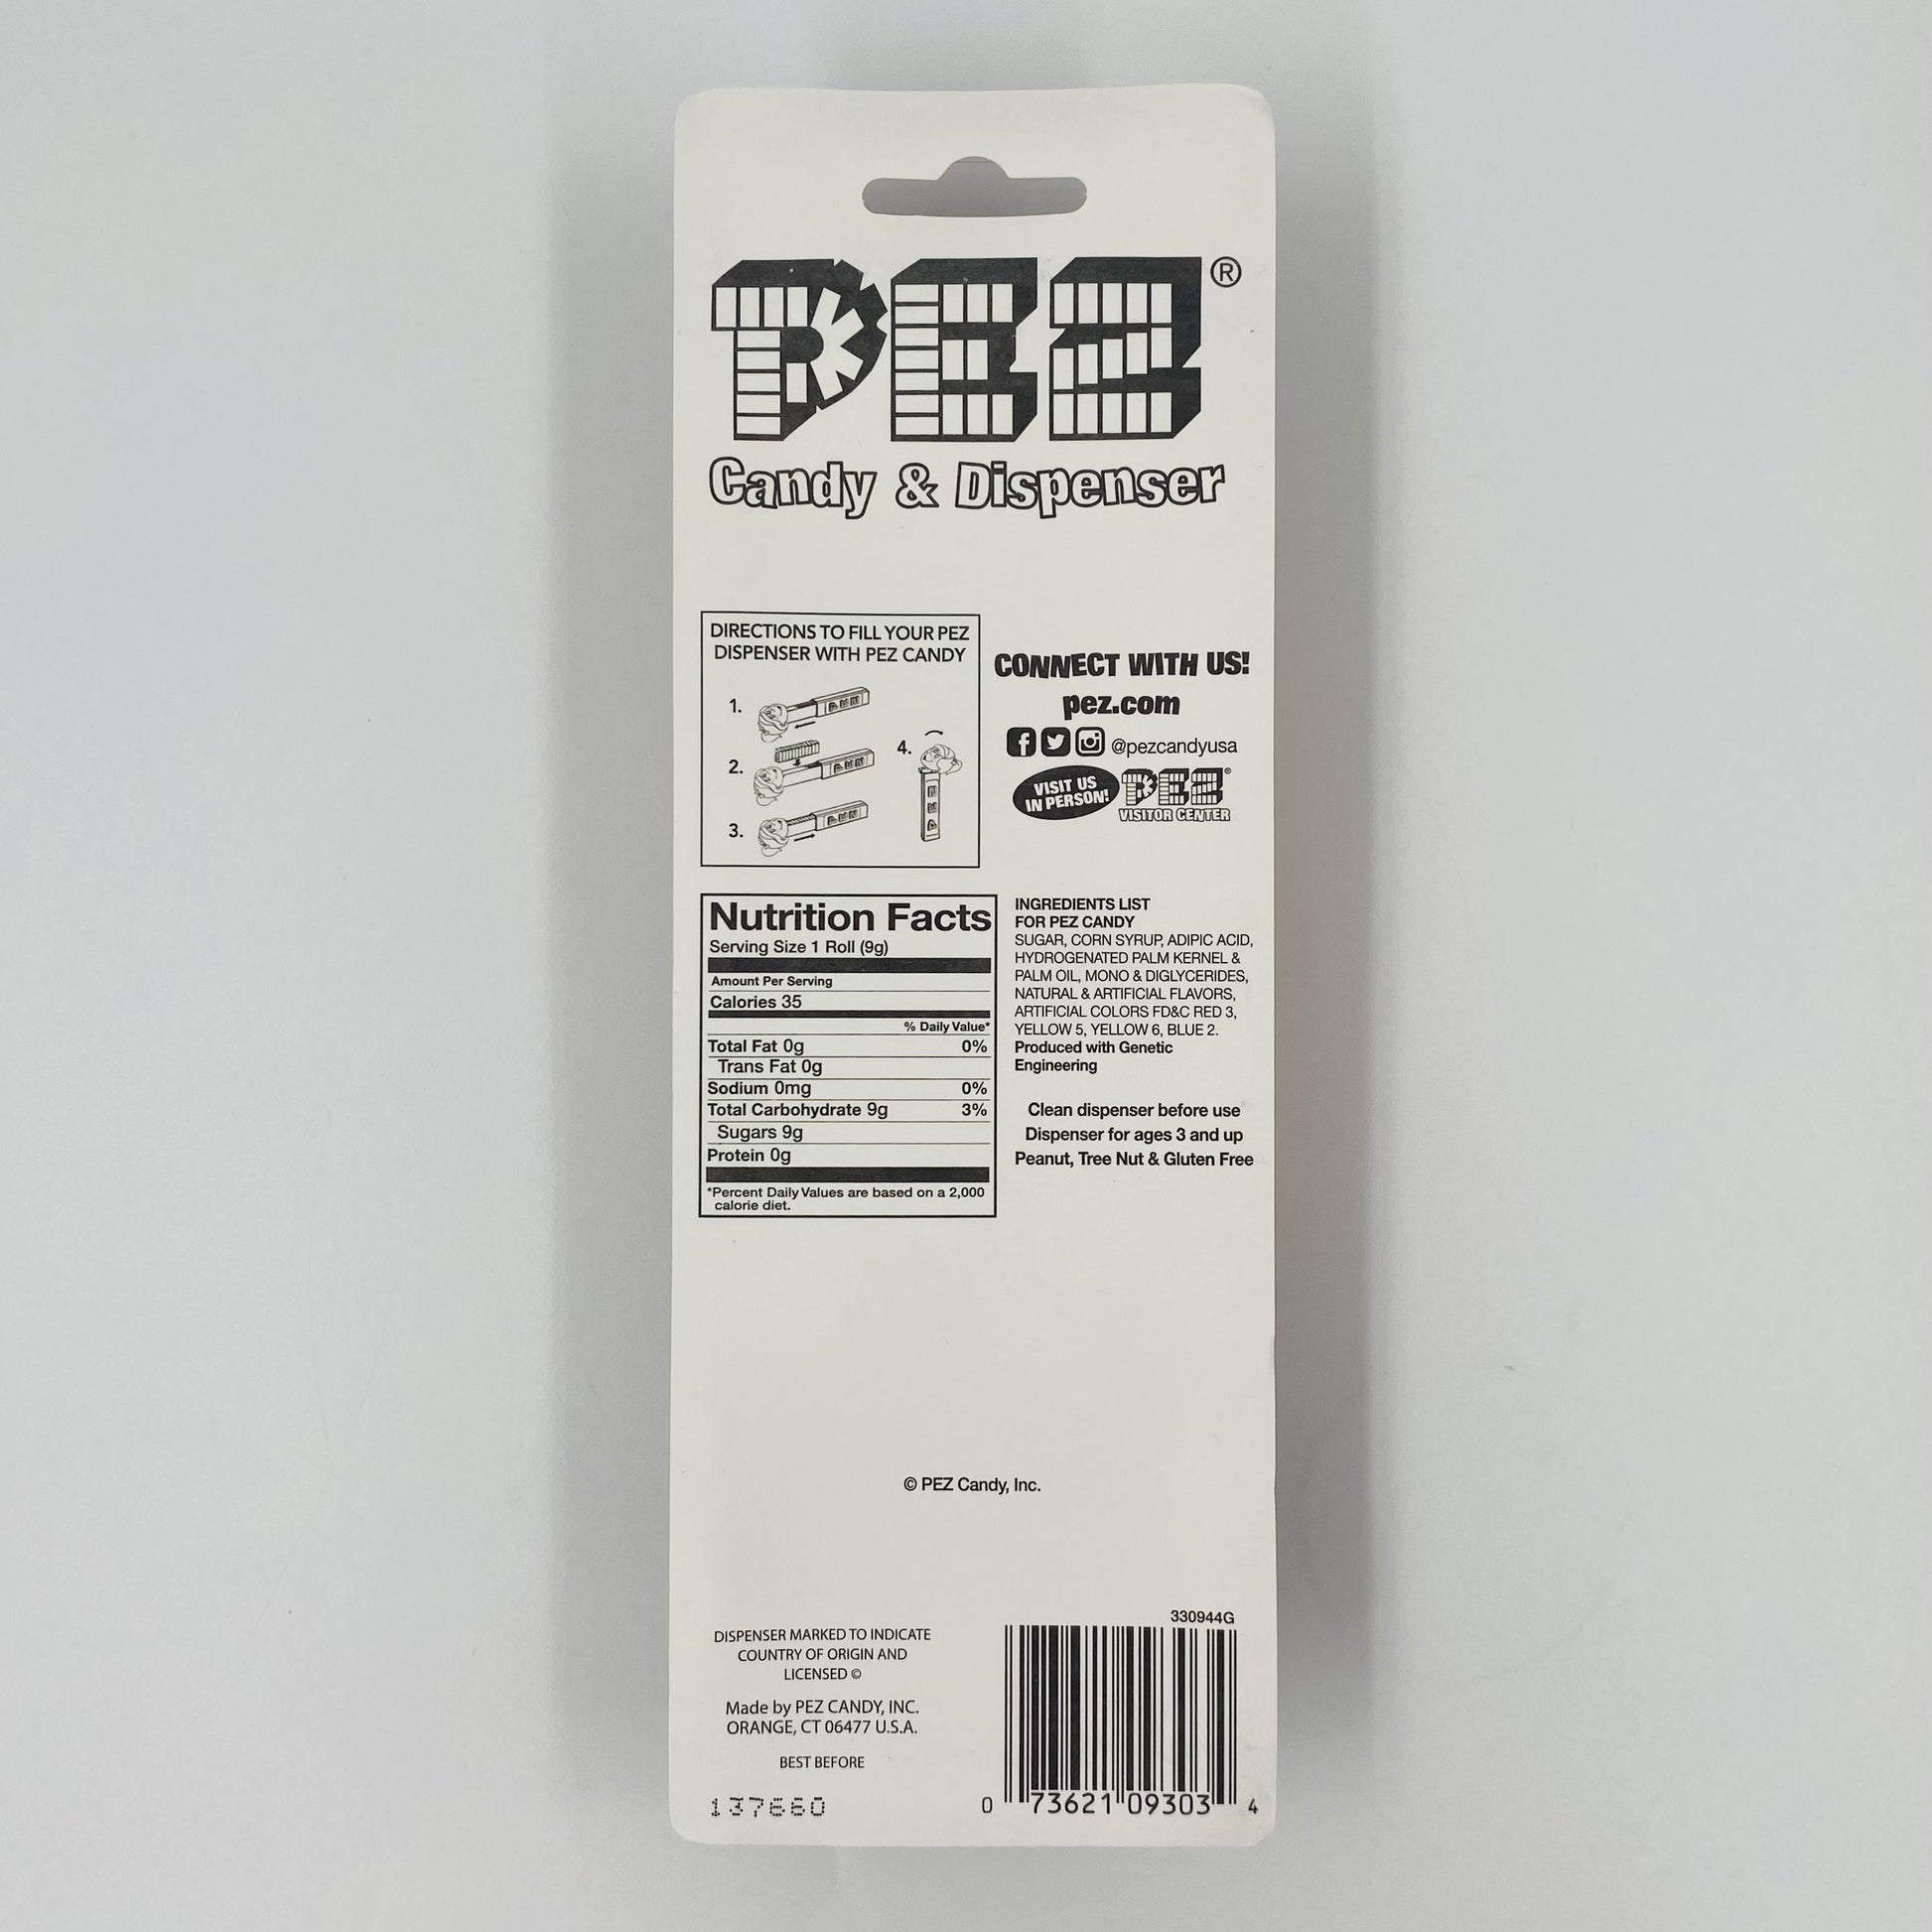 PEZ®
Candy & Dispenser
DIRECTIONS TO FILL YOUR PEZ
DISPENSER WITH PEZ CANDY
1.
2.
3.
4.
CONNECT WITH US!
pez.com
@pezcandyusa
VISIT US
IN PERSON!
PEZ®
VISITOR CENTER
Nutrition Facts
Serving Size 1 Roll (9g)
Amount Per Serving
Calories 35
% Daily Value*
Total Fat 0g 0%
Trans Fat 0g
Sodium 0mg 0%
Total Carbohydrate 9g 3%
Sugars 9g
Protein 0g
*Percent Daily Values are based on a 2,000
calorie diet.
INGREDIENTS LIST
FOR PEZ CANDY
SUGAR, CORN SYRUP, ADIPIC ACID,
HYDROGENATED PALM KERNEL &
PALM OIL, MONO & DIGLYCERIDES,
NATURAL & ARTIFICIAL FLAVORS,
ARTIFICIAL COLORS FD&C RED 3,
YELLOW 5, YELLOW 6, BLUE 2.
Produced with Genetic
Engineering
Clean dispenser before use
Dispenser for ages 3 and up
Peanut, Tree Nut & Gluten Free
© PEZ Candy, Inc.
DISPENSER MARKED TO INDICATE
COUNTRY OF ORIGIN AND
LICENSED ©
Made by PEZ CANDY, INC.
ORANGE, CT 06477 U.S.A.
BEST BEFORE
330944G
0 73621 09303 4